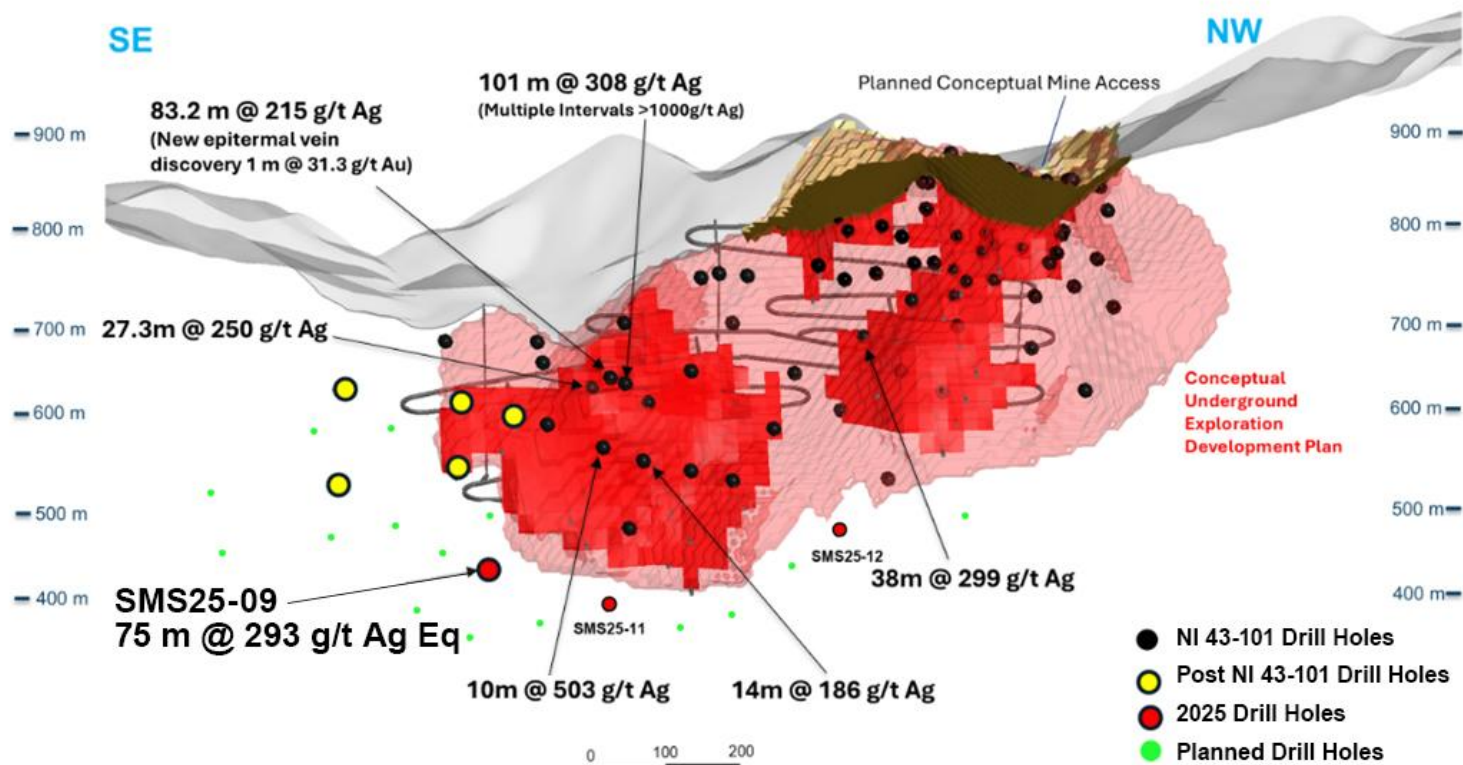 SE
NW
101 m @ 308 g/t Ag
(Multiple Intervals >1000g/t Ag)
Planned Conceptual Mine Access
83.2 m @ 215 g/t Ag
(New epitermal vein
discovery 1 m @ 31.3 g/t Au)
900 m
900 m
800 m
800 m
700 m
700 m
27.3m @ 250 g/t Ag
600 m
600 m
Conceptual
Underground
Exploration
Development Plan
500 m
500 m
SMS25-12
38m @ 299 g/t Ag
400 m
400 m
SMS25-09
75 m @ 293 g/t Ag Eq
SMS25-11
10m @ 503 g/t Ag
14m @ 186 g/t Ag
NI 43-101 Drill Holes
Post NI 43-101 Drill Holes
2025 Drill Holes
Planned Drill Holes
0 100 200